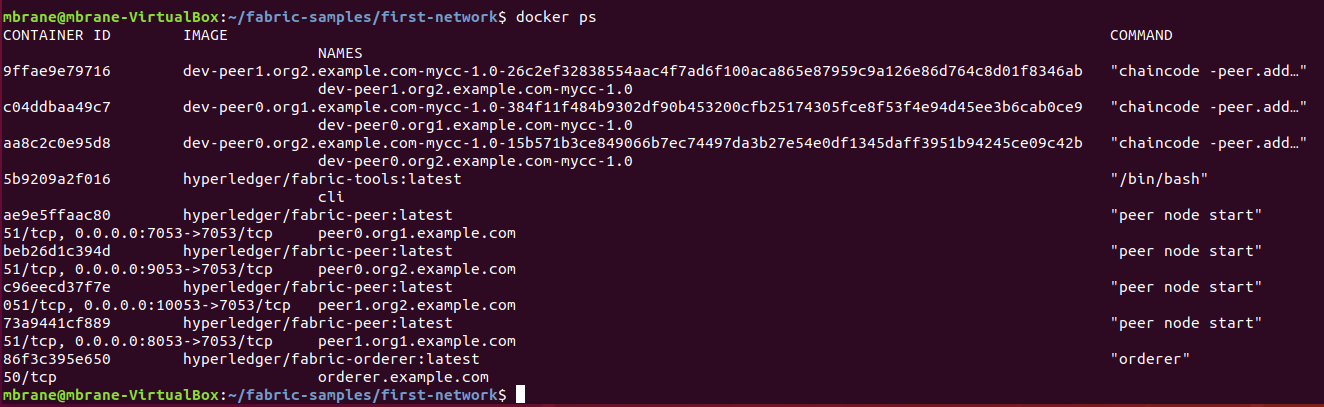 mbrane@mbrane-VirtualBox:~/fabric-samples/first-network$ docker ps
CONTAINER ID        IMAGE                                                                                                  COMMAND
                                   NAMES
9ffae9e79716        dev-peer1.org2.example.com-mycc-1.0-26c2ef32838554aac4f7ad6f100aca865e87959c9a126e86d764c8d01f8346ab   "chaincode -peer.add…"
                                   dev-peer1.org2.example.com-mycc-1.0
c04ddbaa49c7        dev-peer0.org1.example.com-mycc-1.0-384f11f484b9302df90b453200cfb25174305fce8f53f4e94d45ee3b6cab0ce9   "chaincode -peer.add…"
                                   dev-peer0.org1.example.com-mycc-1.0
aa8c2c0e95d8        dev-peer0.org2.example.com-mycc-1.0-15b571b3ce849066b7ec74497da3b27e54e0df1345daff3951b94245ce09c42b   "chaincode -peer.add…"
                                   dev-peer0.org2.example.com-mycc-1.0
5b9209a2f016        hyperledger/fabric-tools:latest                                                                        "/bin/bash"
                                   cli
ae9e5ffaac80        hyperledger/fabric-peer:latest                                                                         "peer node start"
51/tcp, 0.0.0.0:7053->7053/tcp     peer0.org1.example.com
beb26d1c394d        hyperledger/fabric-peer:latest                                                                         "peer node start"
51/tcp, 0.0.0.0:9053->7053/tcp     peer0.org2.example.com
c96eecd37f7e        hyperledger/fabric-peer:latest                                                                         "peer node start"
051/tcp, 0.0.0.0:10053->7053/tcp   peer1.org2.example.com
73a9441cf889        hyperledger/fabric-peer:latest                                                                         "peer node start"
51/tcp, 0.0.0.0:8053->7053/tcp     peer1.org1.example.com
86f3c395e650        hyperledger/fabric-orderer:latest                                                                      "orderer"
50/tcp                             orderer.example.com
mbrane@mbrane-VirtualBox:~/fabric-samples/first-network$